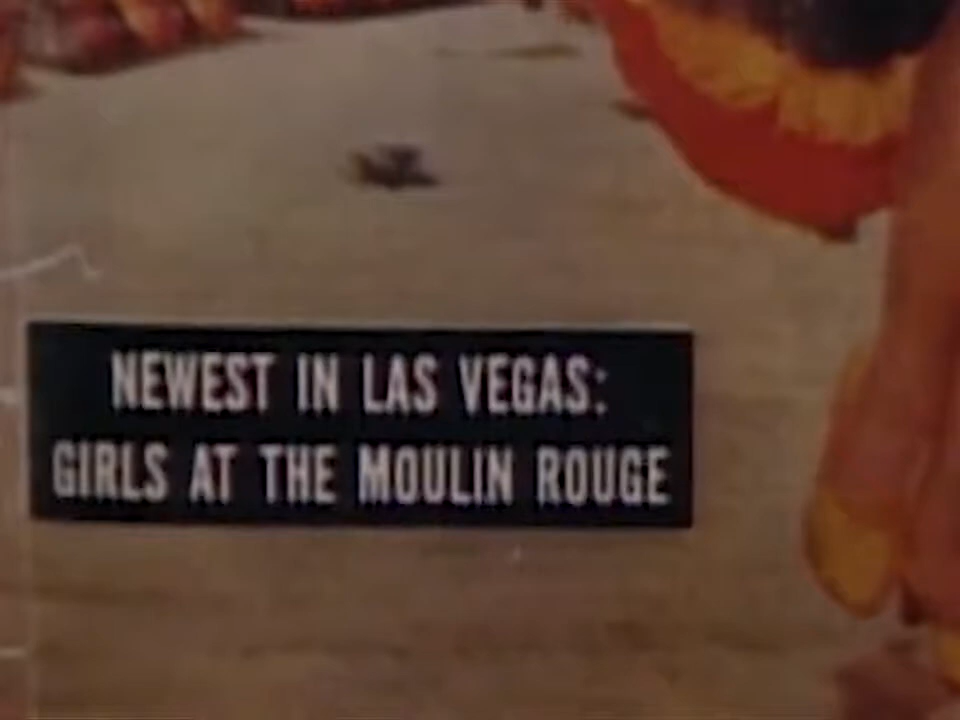 NEWEST IN LAS VEGAS:
GIRLS AT THE MOULIN ROUGE